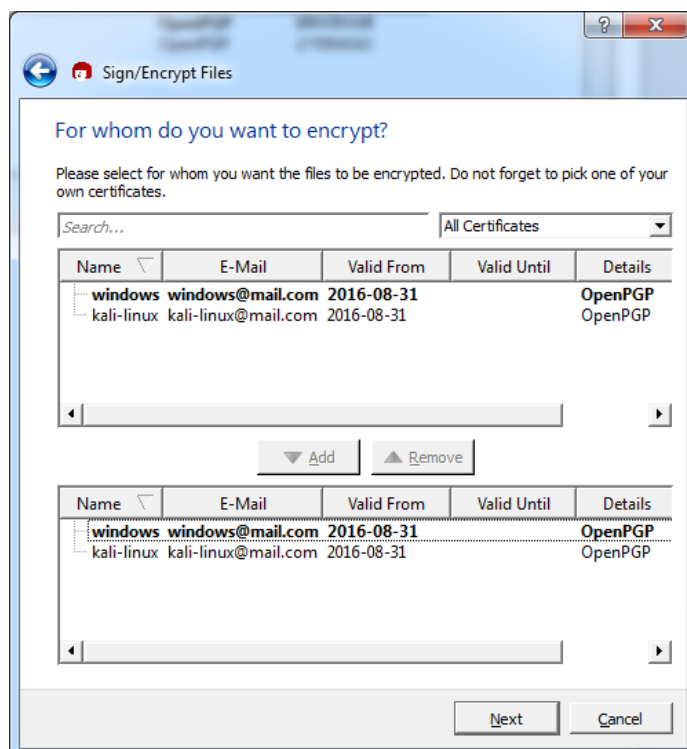 Sign/Encrypt Files
For whom do you want to encrypt?
Please select for whom you want the files to be encrypted. Do not forget to pick one of your
own certificates.
Search... All Certificates
Name E-Mail Valid From Valid Until Details
windows windows@mail.com 2016-08-31 OpenPGP
kali-linux kali-linux@mail.com 2016-08-31 OpenPGP
Add Remove
Name E-Mail Valid From Valid Until Details
windows windows@mail.com 2016-08-31 OpenPGP
kali-linux kali-linux@mail.com 2016-08-31 OpenPGP
Next Cancel